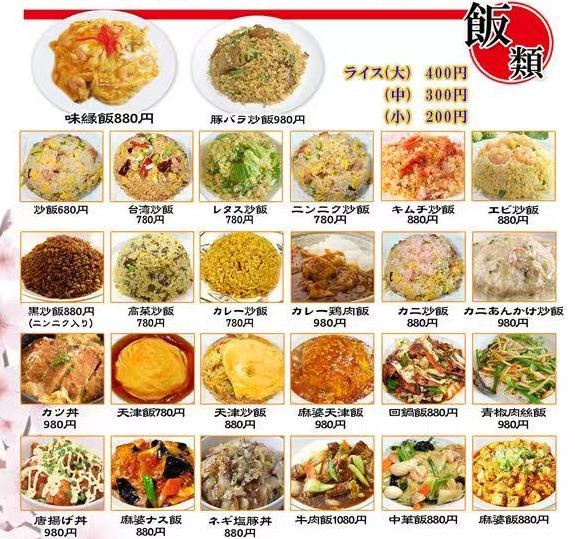 飯類
ライス(大) 400円
(中) 300円
(小) 200円
味縁飯880円
豚バラ炒飯980円
炒飯680円
台湾炒飯
780円
レタス炒飯
780円
ニンニク炒飯
780円
キムチ炒飯
880円
エビ炒飯
880円
黒炒飯880円
(ニンニク入り)
高菜炒飯
780円
カレー炒飯
780円
カレー鶏肉飯
980円
カニ炒飯
880円
カニあんかけ炒飯
980円
カツ丼
980円
天津飯780円
天津炒飯
880円
麻婆天津飯
980円
回鍋飯880円
青椒肉絲飯
980円
唐揚げ丼
980円
麻婆ナス飯
880円
ネギ塩豚丼
880円
牛肉飯1080円
中華飯880円
麻婆飯880円